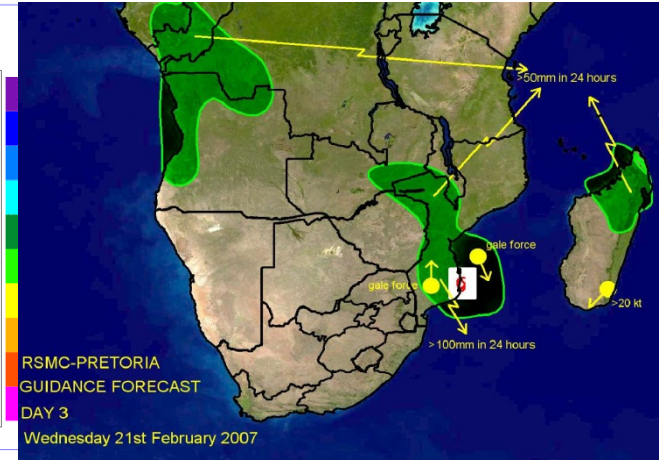 >50mm in 24 hours
gale force
gale force
>20 kt
>100mm in 24 hours
RSMC-PRETORIA
GUIDANCE FORECAST
DAY 3
Wednesday 21st February 2007